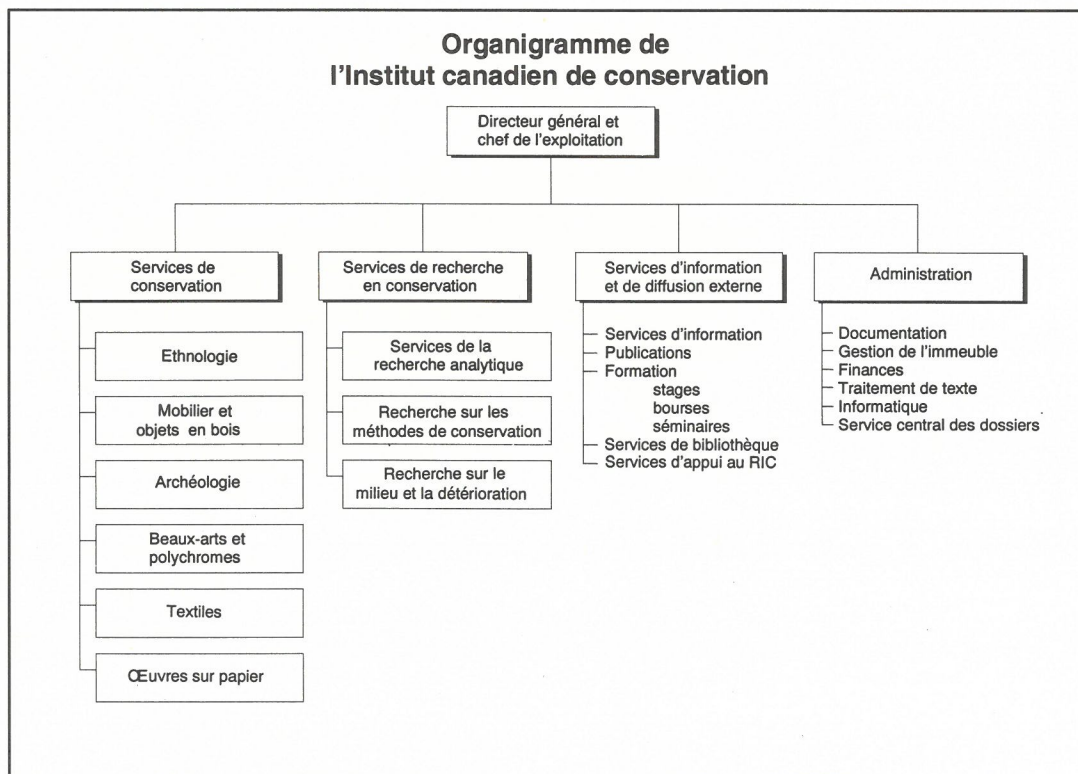 Organigramme de
l'Institut canadien de conservation
Directeur général et
chef de l'exploitation
Services de
conservation
Ethnologie
Mobilier et
objets en bois
Archéologie
Beaux-arts et
polychromes
Textiles
Œuvres sur papier
Services de recherche
en conservation
Services de la
recherche analytique
Recherche sur les
méthodes de conservation
Recherche sur le
milieu et la détérioration
Services d'information
et de diffusion externe
Services d'information
Publications
Formation
stages
bourses
séminaires
Services de bibliothèque
Services d'appui au RIC
Administration
Documentation
Gestion de l'immeuble
Finances
Traitement de texte
Informatique
Service central des dossiers